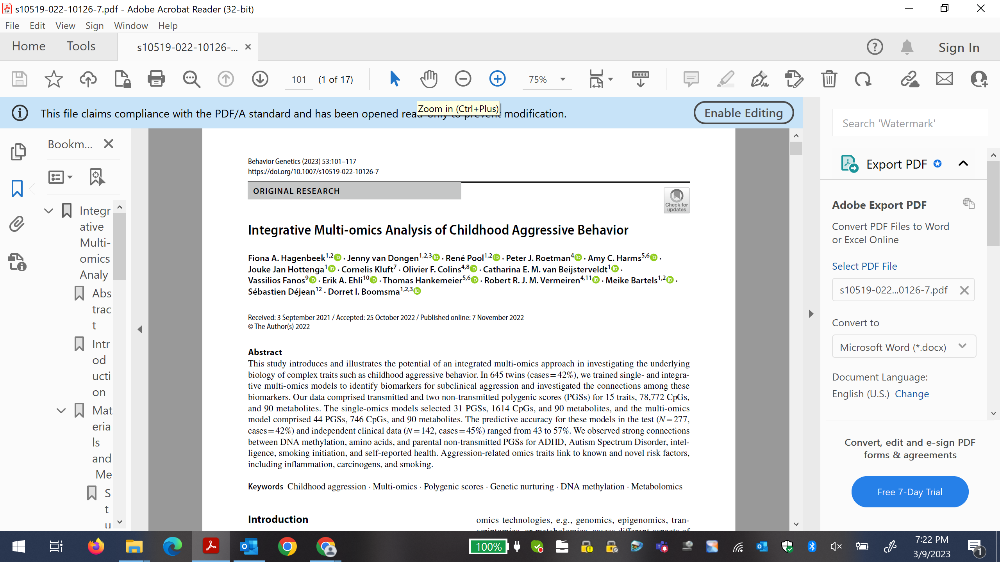 s10519-022-10126-7.pdf - Adobe Acrobat Reader (32-bit)
File Edit View Sign Window Help
Home Tools s10519-022-10126-... Sign In
101 (1 of 17) 75%
Zoom in (Ctrl+Plus)
This file claims compliance with the PDF/A standard and has been opened read-only to prevent modification.
Enable Editing
Bookm...
Integr
ative
Multi-
omics
Analy
Abs
trac
t
Intr
od
ucti
on
Mat
eria
ls
and
Me
S
t
u
Behavior Genetics (2023) 53:101–117
https://doi.org/10.1007/s10519-022-10126-7
ORIGINAL RESEARCH
Check for
updates
Integrative Multi-omics Analysis of Childhood Aggressive Behavior
Fiona A. Hagenbeek1,2 · Jenny van Dongen1,2,3 · René Pool1,2 · Peter J. Roetman4 · Amy C. Harms5,6 ·
Jouke Jan Hottenga1 · Cornelis Kluft7 · Olivier F. Colins4,8 · Catharina E. M. van Beijsterveldt1 ·
Vassilios Fanos9 · Erik A. Ehli10 · Thomas Hankemeier5,6 · Robert R. J. M. Vermeiren4,11 · Meike Bartels1,2 ·
Sébastien Déjean12 · Dorret I. Boomsma1,2,3
Received: 3 September 2021 / Accepted: 25 October 2022 / Published online: 7 November 2022
© The Author(s) 2022
Abstract
This study introduces and illustrates the potential of an integrated multi-omics approach in investigating the underlying
biology of complex traits such as childhood aggressive behavior. In 645 twins (cases = 42%), we trained single- and integra-
tive multi-omics models to identify biomarkers for subclinical aggression and investigated the connections among these
biomarkers. Our data comprised transmitted and two non-transmitted polygenic scores (PGSs) for 15 traits, 78,772 CpGs,
and 90 metabolites. The single-omics models selected 31 PGSs, 1614 CpGs, and 90 metabolites, and the multi-omics
model comprised 44 PGSs, 746 CpGs, and 90 metabolites. The predictive accuracy for these models in the test (N = 277,
cases = 42%) and independent clinical data (N = 142, cases = 45%) ranged from 43 to 57%. We observed strong connections
between DNA methylation, amino acids, and parental non-transmitted PGSs for ADHD, Autism Spectrum Disorder, intel-
ligence, smoking initiation, and self-reported health. Aggression-related omics traits link to known and novel risk factors,
including inflammation, carcinogens, and smoking.
Keywords Childhood aggression · Multi-omics · Polygenic scores · Genetic nurturing · DNA methylation · Metabolomics
Introduction
omics technologies, e.g., genomics, epigenomics, tran-
scriptomics, or metabolomics, assess different aspects of
Search 'Watermark'
Export PDF
Adobe Export PDF
Convert PDF Files to Word
or Excel Online
Select PDF File
s10519-022...0126-7.pdf
Convert to
Microsoft Word (*.docx)
Document Language:
English (U.S.) Change
Convert, edit and e-sign PDF
forms & agreements
Free 7-Day Trial
100%
7:22 PM
3/9/2023
1